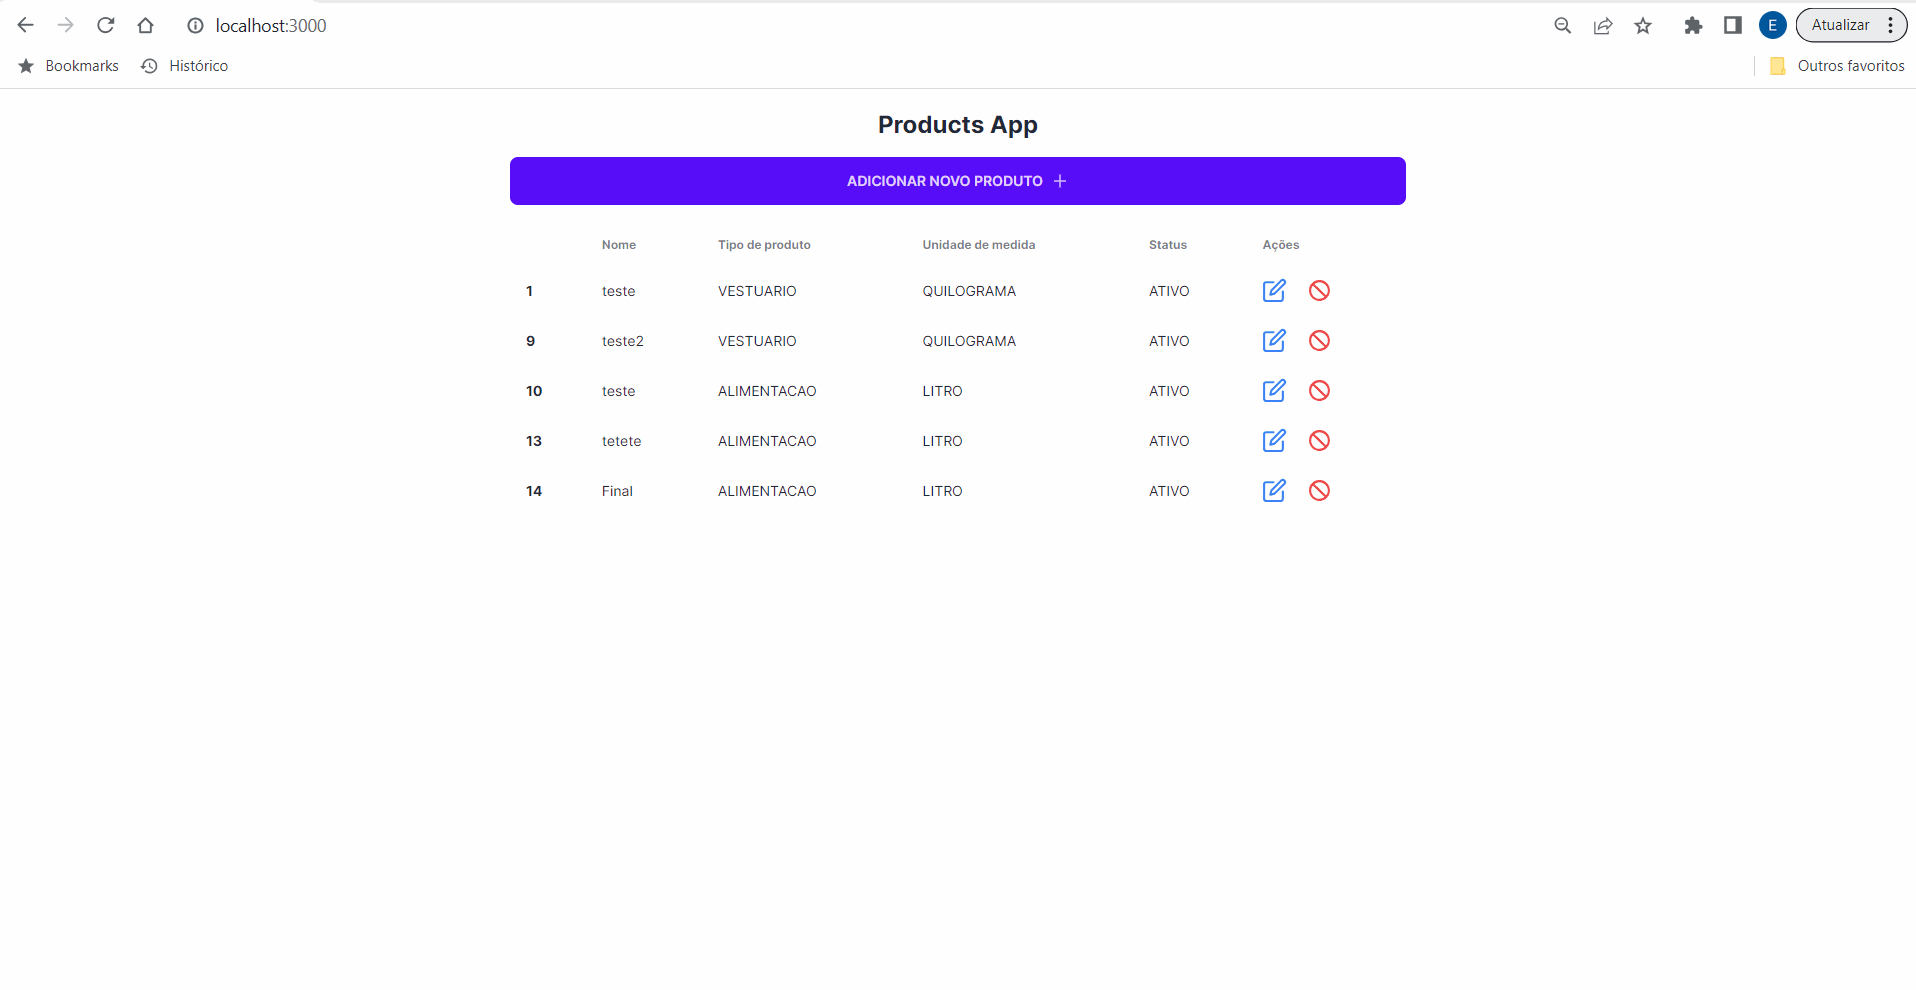 localhost:3000
E
Atualizar
Bookmarks
Histórico
Outros favoritos
Products App
ADICIONAR NOVO PRODUTO +
Nome Tipo de produto Unidade de medida Status Ações
1 teste VESTUARIO QUILOGRAMA ATIVO
9 teste2 VESTUARIO QUILOGRAMA ATIVO
10 teste ALIMENTACAO LITRO ATIVO
13 tetete ALIMENTACAO LITRO ATIVO
14 Final ALIMENTACAO LITRO ATIVO